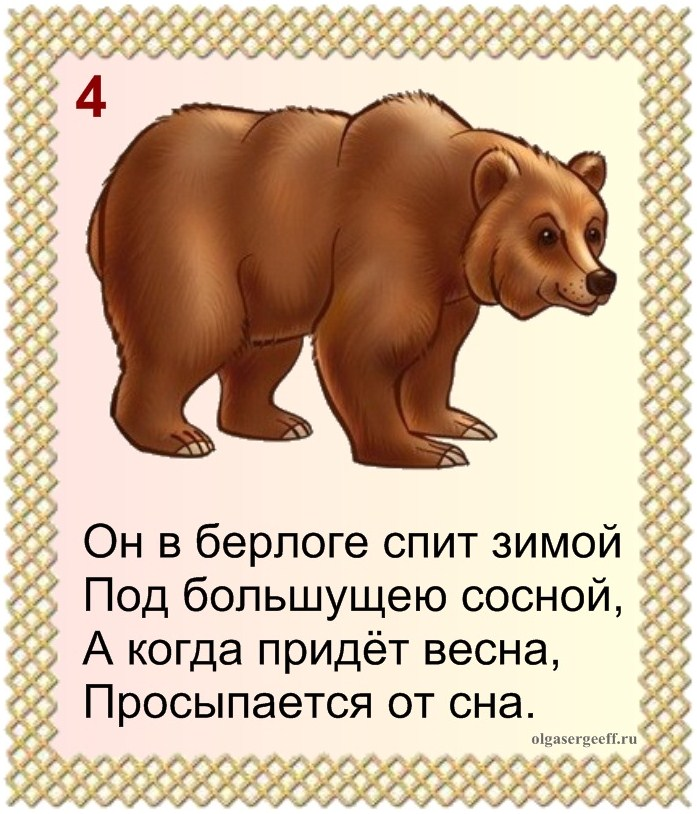 4
Он в берлоге спит зимой
Под большущею сосной,
А когда придёт весна,
Просыпается от сна.
olgasergeeff.ru